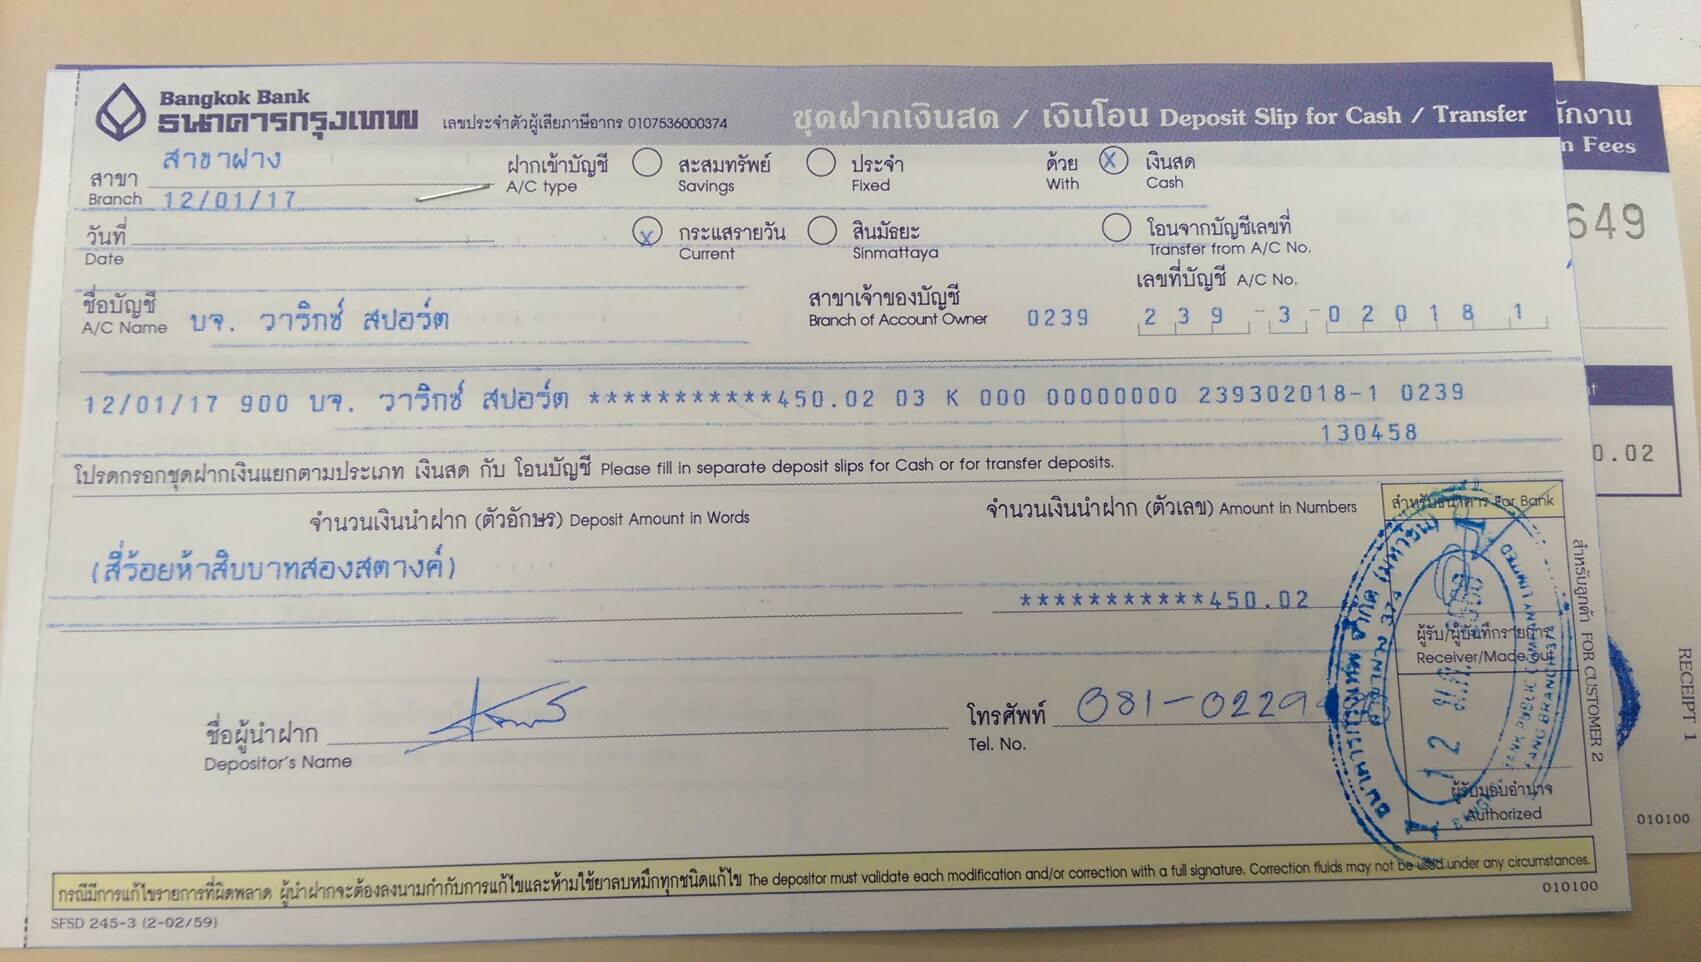 Bangkok Bank
ธนาคารกรุงเทพ เลขประจำตัวผู้เสียภาษีอากร 0107536000374
ชุดฝากเงินสด / เงินโอน Deposit Slip for Cash / Transfer
สาขา สาขาฝาง
Branch 12/01/17
ฝากเข้าบัญชี สะสมทรัพย์ ประจำ ด้วย X เงินสด
A/C type Savings Fixed With Cash
วันที่ X กระแสรายวัน สินมัธยะ โอนจากบัญชีเลขที่
Date Current Sinmattaya Transfer from A/C No.
ชื่อบัญชี สาขาเจ้าของบัญชี เลขที่บัญชี A/C No.
A/C Name บจ. วาริกซ์ สปอร์ต Branch of Account Owner 0239 239-3-02018 1
12/01/17 900 บจ. วาริกซ์ สปอร์ต ***********450.02 03 K 000 00000000 239302018-1 0239
130458
โปรดกรอกชุดฝากเงินแยกตามประเภท เงินสด กับ โอนบัญชี Please fill in separate deposit slips for Cash or for transfer deposits.
จำนวนเงินนำฝาก (ตัวอักษร) Deposit Amount in Words จำนวนเงินนำฝาก (ตัวเลข) Amount in Numbers สำหรับธนาคาร For Bank
(สี่ร้อยห้าสิบบาทสองสตางค์)
***********450.02
ผู้รับ/ผู้บันทึกรายการ
Receiver/Made out
ชื่อผู้นำฝาก โทรศัพท์ 081-0229
Depositor's Name Tel. No.
ผู้รับมอบอำนาจ
Authorized
สำหรับลูกค้า FOR CUSTOMER 2
กรณีมีการแก้ไขรายการที่ผิดพลาด ผู้นำฝากจะต้องลงนามกำกับการแก้ไขและห้ามใช้ยาลบหมึกทุกชนิดแก้ไข The depositor must validate each modification and/or correction with a full signature. Correction fluids may not be used under any circumstances.
SFSD 245-3 (2-02/59) 010100
n Fees
649
0.02
RECEIPT 1
010100